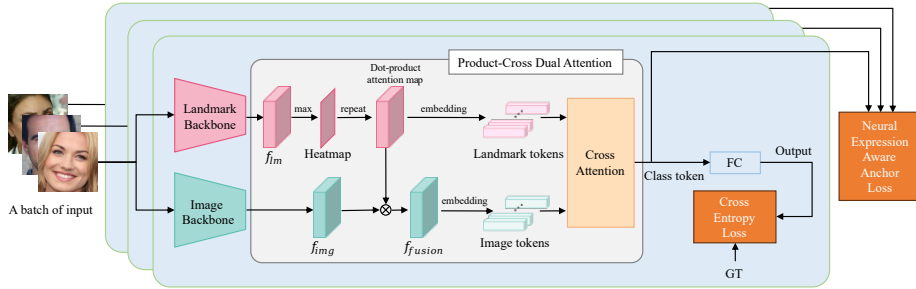 Product-Cross Dual Attention
Landmark
Backbone
f_lm
max
Heatmap
repeat
Dot-product
attention map
embedding
Landmark tokens
Cross
Attention
A batch of input
Image
Backbone
f_img
⊗
f_fusion
embedding
Image tokens
Class token
FC
Output
Cross
Entropy
Loss
GT
Neural
Expression
Aware
Anchor
Loss